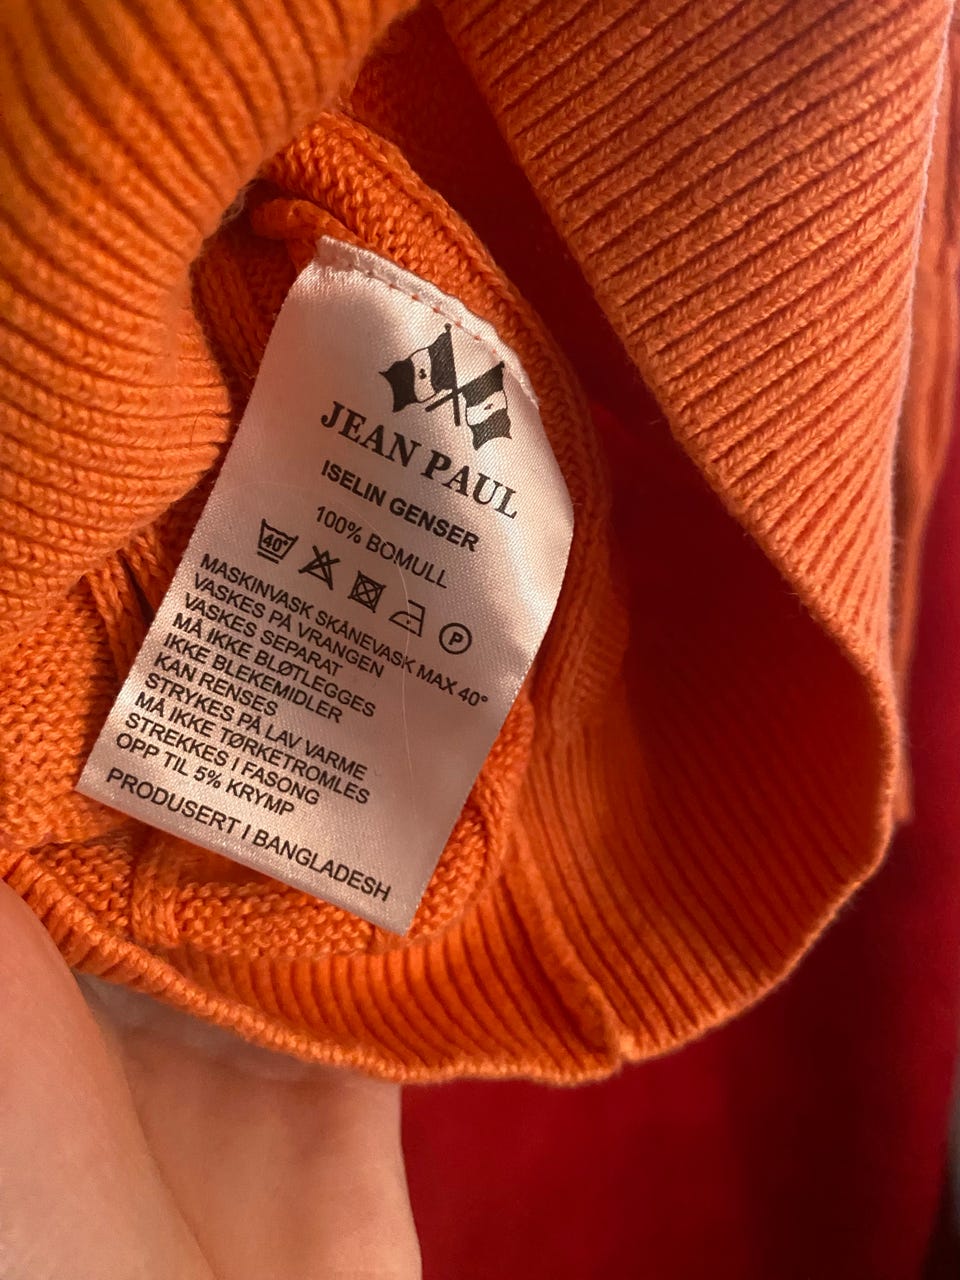 JEAN PAUL
ISELIN GENSER
100% BOMULL
40° P
MASKINVASK SKÅNEVASK MAX 40°
VASKES PÅ VRANGEN
VASKES SEPARAT
MÅ IKKE BLØTLEGGES
IKKE BLEKEMIDLER
KAN RENSES
STRYKES PÅ LAV VARME
MÅ IKKE TØRKETROMLES
STREKKES I FASONG
OPP TIL 5% KRYMP
PRODUSERT I BANGLADESH